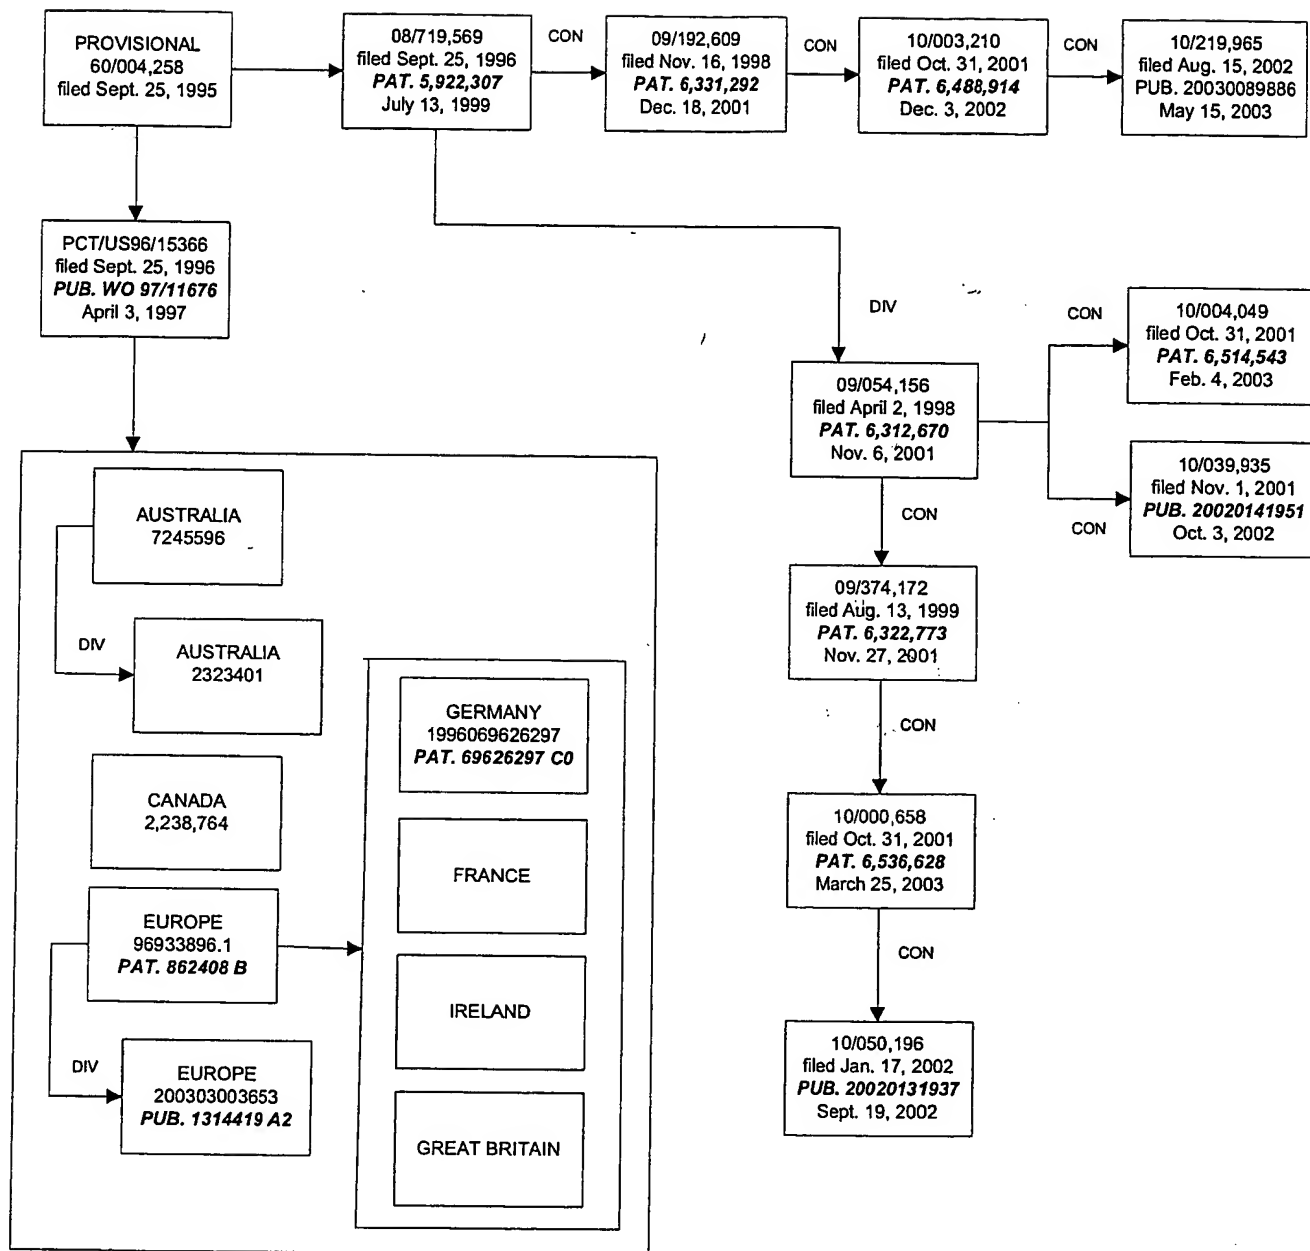 PROVISIONAL
60/004,258
filed Sept. 25, 1995
08/719,569
filed Sept. 25, 1996
PAT. 5,922,307
July 13, 1999
CON
09/192,609
filed Nov. 16, 1998
PAT. 6,331,292
Dec. 18, 2001
CON
10/003,210
filed Oct. 31, 2001
PAT. 6,488,914
Dec. 3, 2002
CON
10/219,965
filed Aug. 15, 2002
PUB. 20030089886
May 15, 2003
PCT/US96/15366
filed Sept. 25, 1996
PUB. WO 97/11676
April 3, 1997
DIV
09/054,156
filed April 2, 1998
PAT. 6,312,670
Nov. 6, 2001
CON
10/004,049
filed Oct. 31, 2001
PAT. 6,514,543
Feb. 4, 2003
CON
10/039,935
filed Nov. 1, 2001
PUB. 20020141951
Oct. 3, 2002
CON
09/374,172
filed Aug. 13, 1999
PAT. 6,322,773
Nov. 27, 2001
CON
10/000,658
filed Oct. 31, 2001
PAT. 6,536,628
March 25, 2003
CON
10/050,196
filed Jan. 17, 2002
PUB. 20020131937
Sept. 19, 2002
AUSTRALIA
7245596
DIV
AUSTRALIA
2323401
CANADA
2,238,764
EUROPE
96933896.1
PAT. 862408 B
DIV
EUROPE
200303003653
PUB. 1314419 A2
GERMANY
1996069626297
PAT. 69626297 C0
FRANCE
IRELAND
GREAT BRITAIN